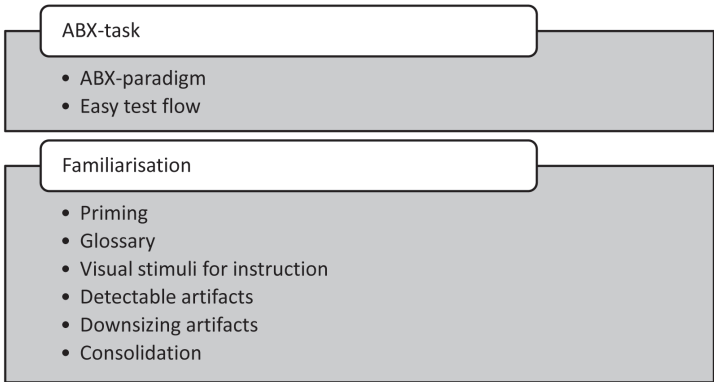 ABX-task
• ABX-paradigm
• Easy test flow
Familiarisation
• Priming
• Glossary
• Visual stimuli for instruction
• Detectable artifacts
• Downsizing artifacts
• Consolidation